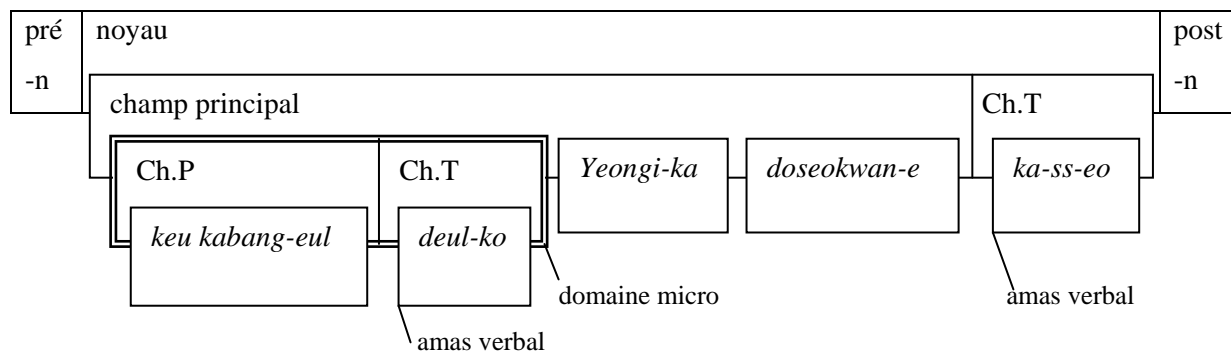 pré noyau post
-n -n
champ principal Ch.T
Ch.P Ch.T Yeongi-ka doseokwan-e ka-ss-eo
keu kabang-eul deul-ko
domaine micro amas verbal
amas verbal